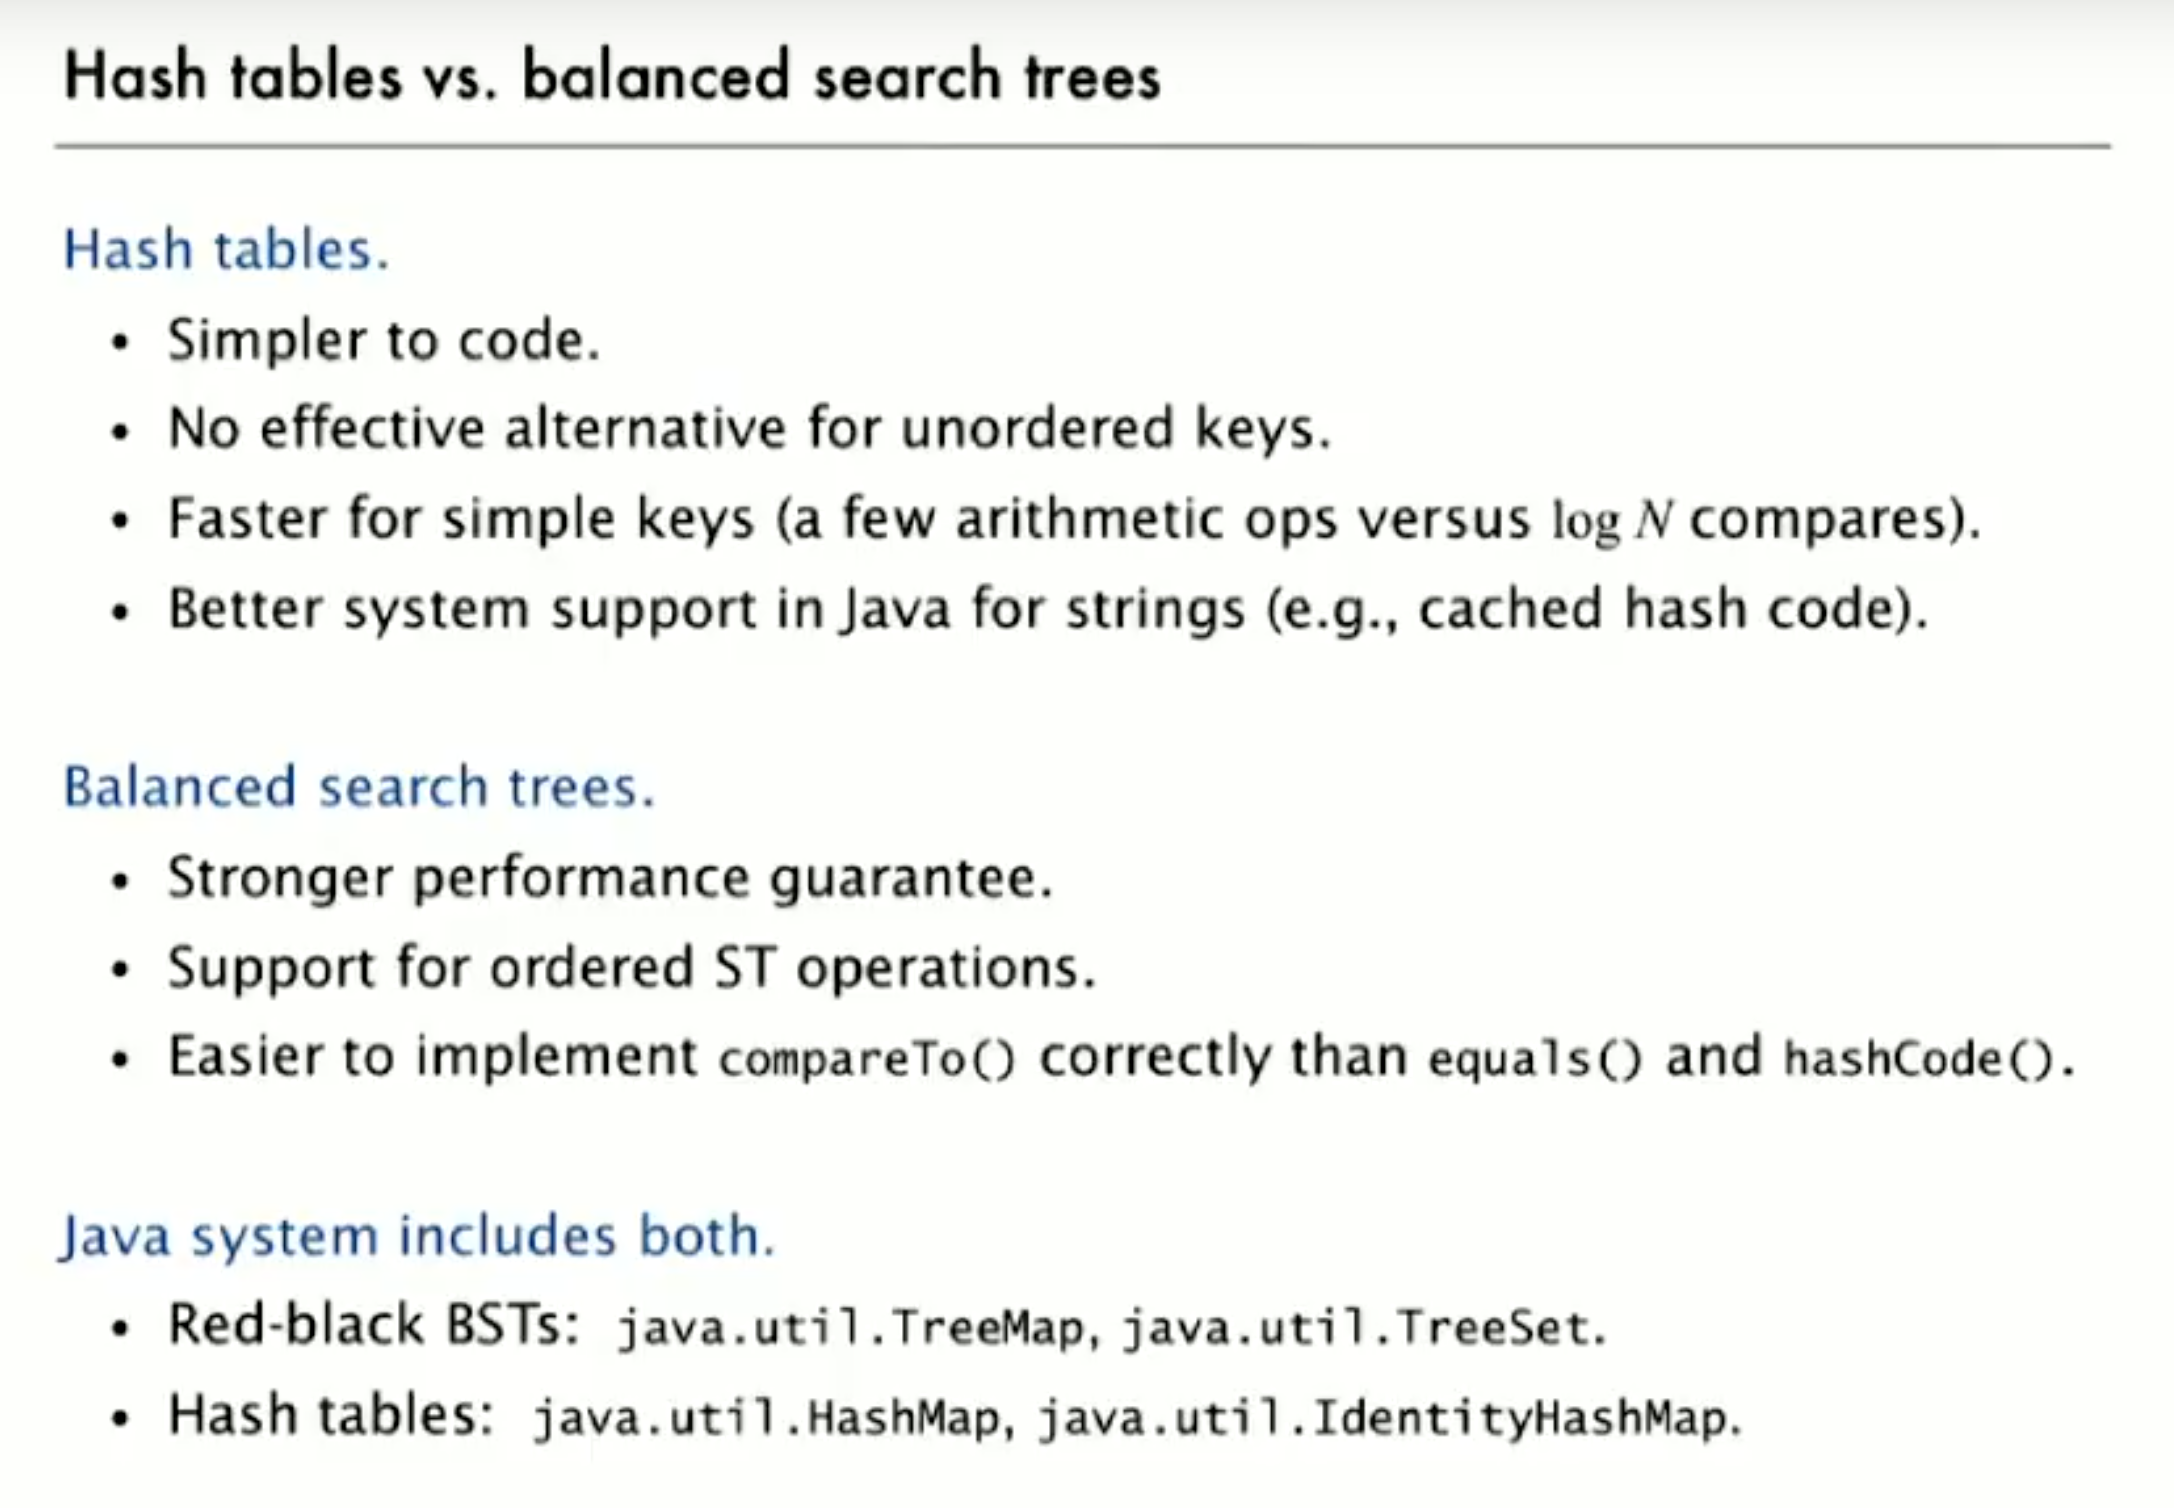 Hash tables vs. balanced search trees
Hash tables.
• Simpler to code.
• No effective alternative for unordered keys.
• Faster for simple keys (a few arithmetic ops versus log N compares).
• Better system support in Java for strings (e.g., cached hash code).
Balanced search trees.
• Stronger performance guarantee.
• Support for ordered ST operations.
• Easier to implement compareTo() correctly than equals() and hashCode().
Java system includes both.
• Red-black BSTs: java.util.TreeMap, java.util.TreeSet.
• Hash tables: java.util.HashMap, java.util.IdentityHashMap.